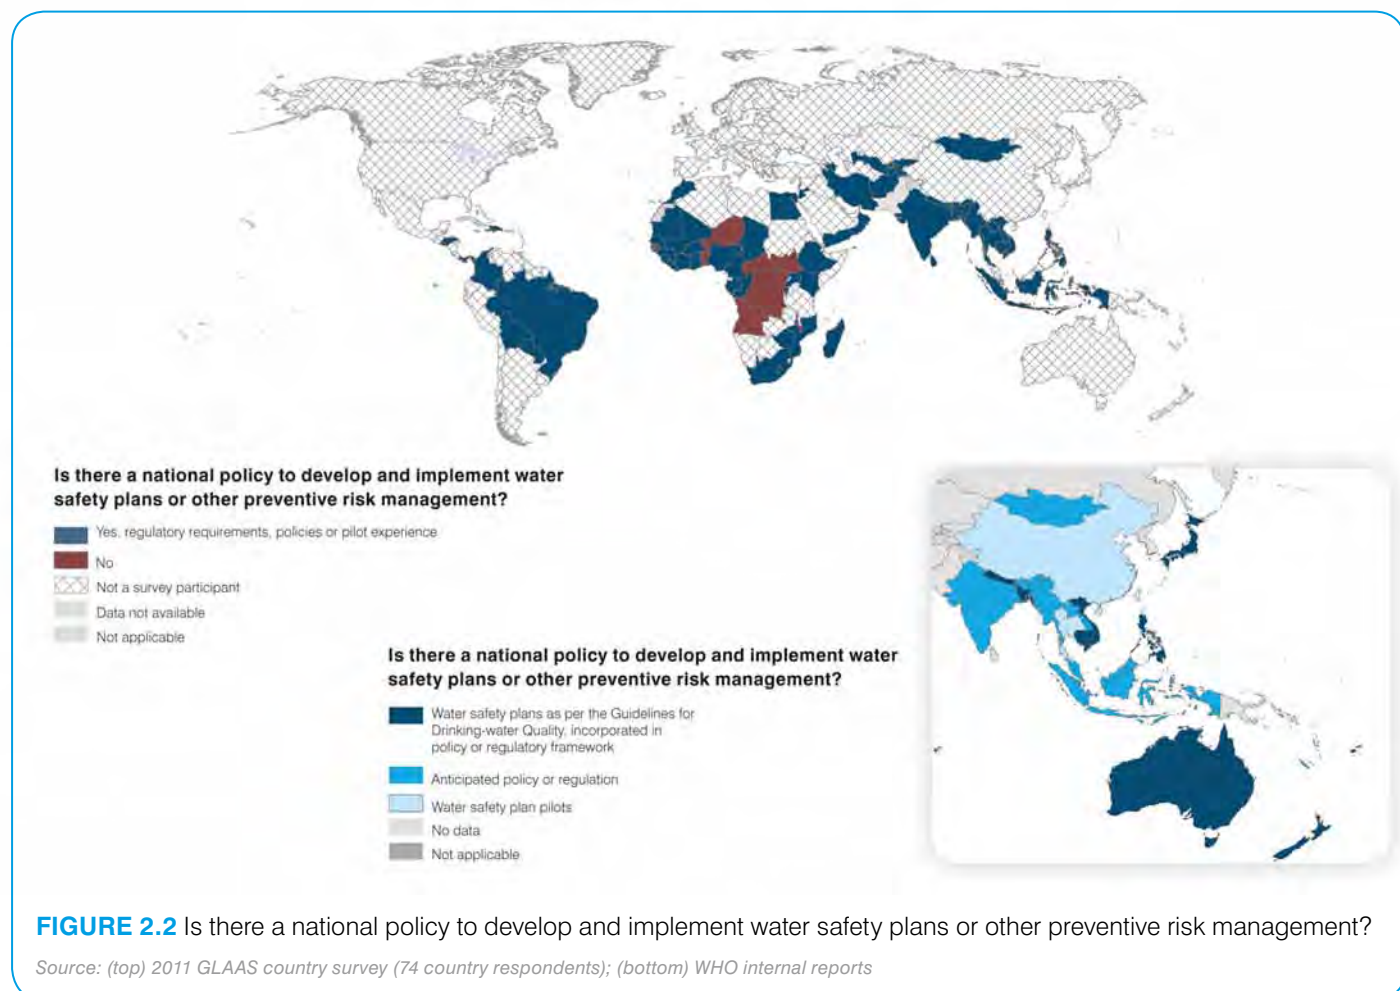 Is there a national policy to develop and implement water
safety plans or other preventive risk management?
Yes, regulatory requirements, policies or pilot experience
No
Not a survey participant
Data not available
Not applicable
Is there a national policy to develop and implement water
safety plans or other preventive risk management?
Water safety plans as per the Guidelines for
Drinking-water Quality, incorporated in
policy or regulatory framework
Anticipated policy or regulation
Water safety plan pilots
No data
Not applicable
FIGURE 2.2 Is there a national policy to develop and implement water safety plans or other preventive risk management?
Source: (top) 2011 GLAAS country survey (74 country respondents); (bottom) WHO internal reports